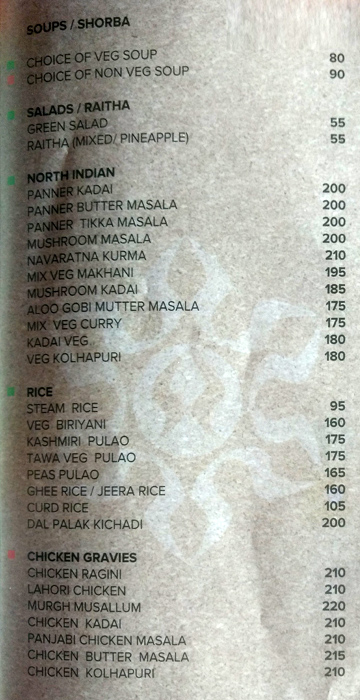 SOUPS / SHORBA
CHOICE OF VEG SOUP 80
CHOICE OF NON VEG SOUP 90
SALADS / RAITHA
GREEN SALAD 55
RAITHA (MIXED/ PINEAPPLE) 55
NORTH INDIAN
PANNER KADAI 200
PANNER BUTTER MASALA 200
PANNER TIKKA MASALA 200
MUSHROOM MASALA 200
NAVARATNA KURMA 210
MIX VEG MAKHANI 195
MUSHROOM KADAI 185
ALOO GOBI MUTTER MASALA 175
MIX VEG CURRY 175
KADAI VEG 180
VEG KOLHAPURI 180
RICE
STEAM RICE 95
VEG BIRIYANI 160
KASHMIRI PULAO 175
TAWA VEG PULAO 175
PEAS PULAO 165
GHEE RICE / JEERA RICE 160
CURD RICE 105
DAL PALAK KICHADI 200
CHICKEN GRAVIES
CHICKEN RAGINI 210
LAHORI CHICKEN 210
MURGH MUSALLUM 220
CHICKEN KADAI 210
PANJABI CHICKEN MASALA 210
CHICKEN BUTTER MASALA 215
CHICKEN KOLHAPURI 210